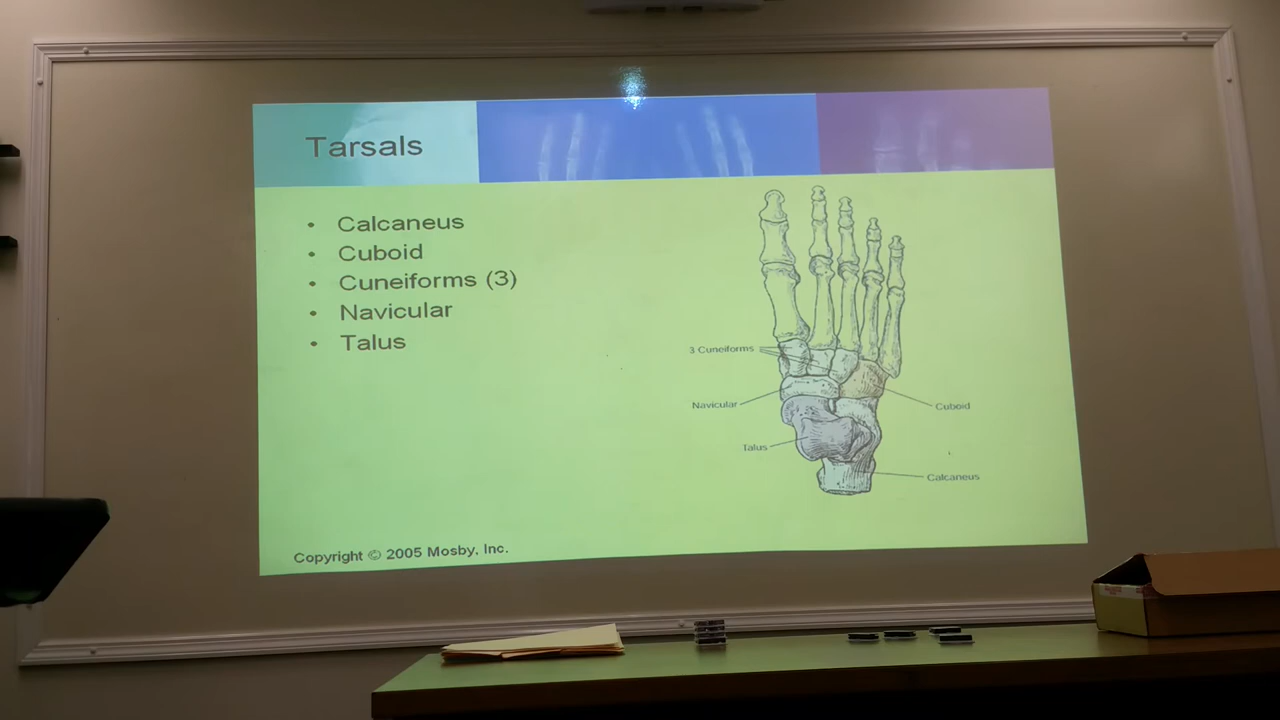 Tarsals
• Calcaneus
• Cuboid
• Cuneiforms (3)
• Navicular
• Talus
3 Cuneiforms
Navicular
Cuboid
Talus
Calcaneus
Copyright © 2005 Mosby, Inc.